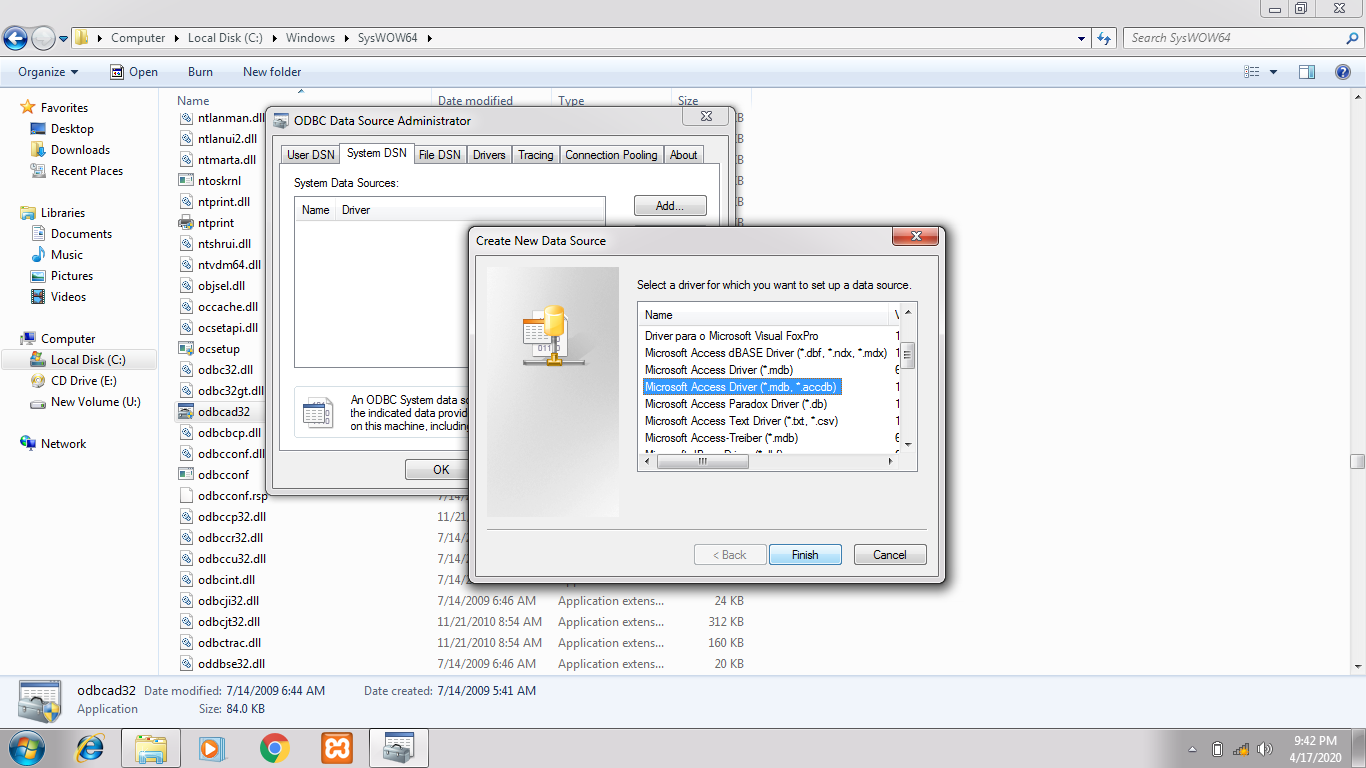 Computer Local Disk (C:) Windows SysWOW64
Search SysWOW64
Organize Open Burn New folder
Favorites
Desktop
Downloads
Recent Places
Libraries
Documents
Music
Pictures
Videos
Computer
Local Disk (C:)
CD Drive (E:)
New Volume (U:)
Network
Name Date modified Type Size
ntlanman.dll
ntlanui2.dll
ntmarta.dll
ntoskrnl
ntprint.dll
ntprint
ntshrui.dll
ntvdm64.dll
objsel.dll
occache.dll
ocsetapi.dll
ocsetup
odbc32.dll
odbc32gt.dll
odbcad32
odbcbcp.dll
odbcconf.dll
odbcconf
odbcconf.rsp
odbccp32.dll
odbccr32.dll
odbccu32.dll
odbcint.dll
odbcji32.dll 7/14/2009 6:46 AM Application extens... 24 KB
odbcjt32.dll 11/21/2010 8:54 AM Application extens... 312 KB
odbctrac.dll 11/21/2010 8:54 AM Application extens... 160 KB
oddbse32.dll 7/14/2009 6:46 AM Application extens... 20 KB
ODBC Data Source Administrator
User DSN System DSN File DSN Drivers Tracing Connection Pooling About
System Data Sources:
Name Driver
Add...
An ODBC System data
the indicated data
on this machine,
OK
Create New Data Source
Select a driver for which you want to set up a data source.
Name
Driver para o Microsoft Visual FoxPro
Microsoft Access dBASE Driver (*.dbf, *.ndx, *.mdx)
Microsoft Access Driver (*.mdb)
Microsoft Access Driver (*.mdb, *.accdb)
Microsoft Access Paradox Driver (*.db)
Microsoft Access Text Driver (*.txt, *.csv)
Microsoft Access-Treiber (*.mdb)
< Back Finish Cancel
odbcad32 Date modified: 7/14/2009 6:44 AM Date created: 7/14/2009 5:41 AM
Application Size: 84.0 KB
9:42 PM
4/17/2020